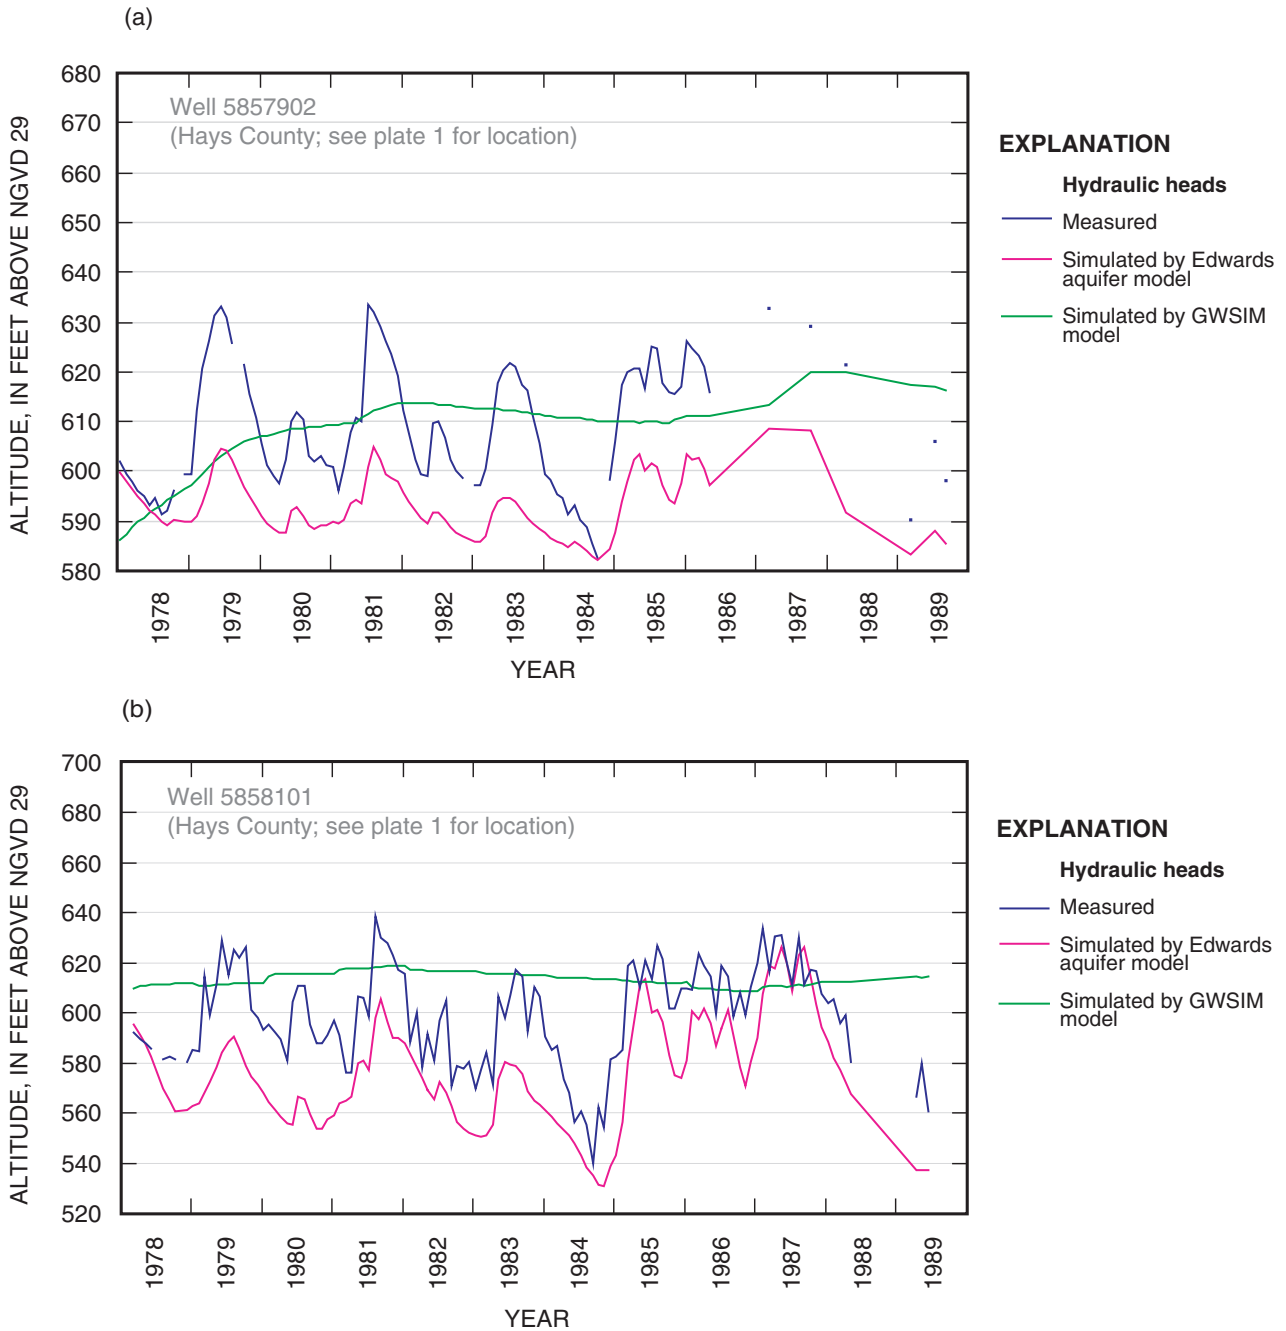 (a)
680
670
660
650
640
630
620
610
600
590
580
ALTITUDE, IN FEET ABOVE NGVD 29
Well 5857902
(Hays County; see plate 1 for location)
1978
1979
1980
1981
1982
1983
1984
1985
1986
1987
1988
1989
YEAR
EXPLANATION
Hydraulic heads
Measured
Simulated by Edwards
aquifer model
Simulated by GWSIM
model
(b)
700
680
660
640
620
600
580
560
540
520
ALTITUDE, IN FEET ABOVE NGVD 29
Well 5858101
(Hays County; see plate 1 for location)
1978
1979
1980
1981
1982
1983
1984
1985
1986
1987
1988
1989
YEAR
EXPLANATION
Hydraulic heads
Measured
Simulated by Edwards
aquifer model
Simulated by GWSIM
model